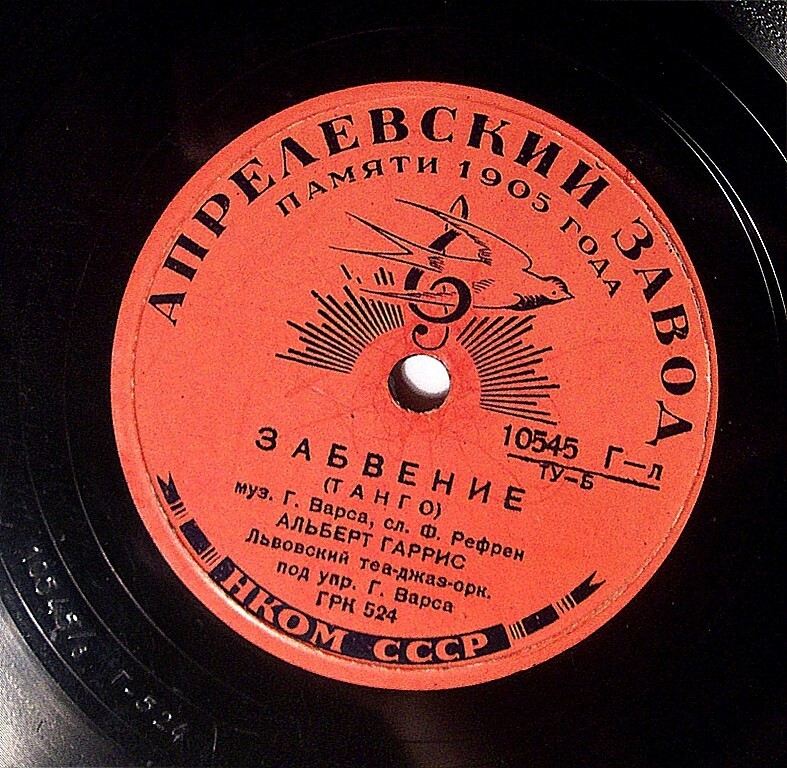 АПРЕЛЕВСКИЙ ЗАВОД
ПАМЯТИ 1905 ГОДА
10545 Г–л
ТУ–Б
ЗАБВЕНИЕ
(ТАНГО)
муз. Г. Варса, сл. Ф. Рефрен
АЛЬБЕРТ ГАРРИС
Львовский теа-джаз-орк.
под упр. Г. Варса
ГРК 524
НКОМ СССР
Г-524